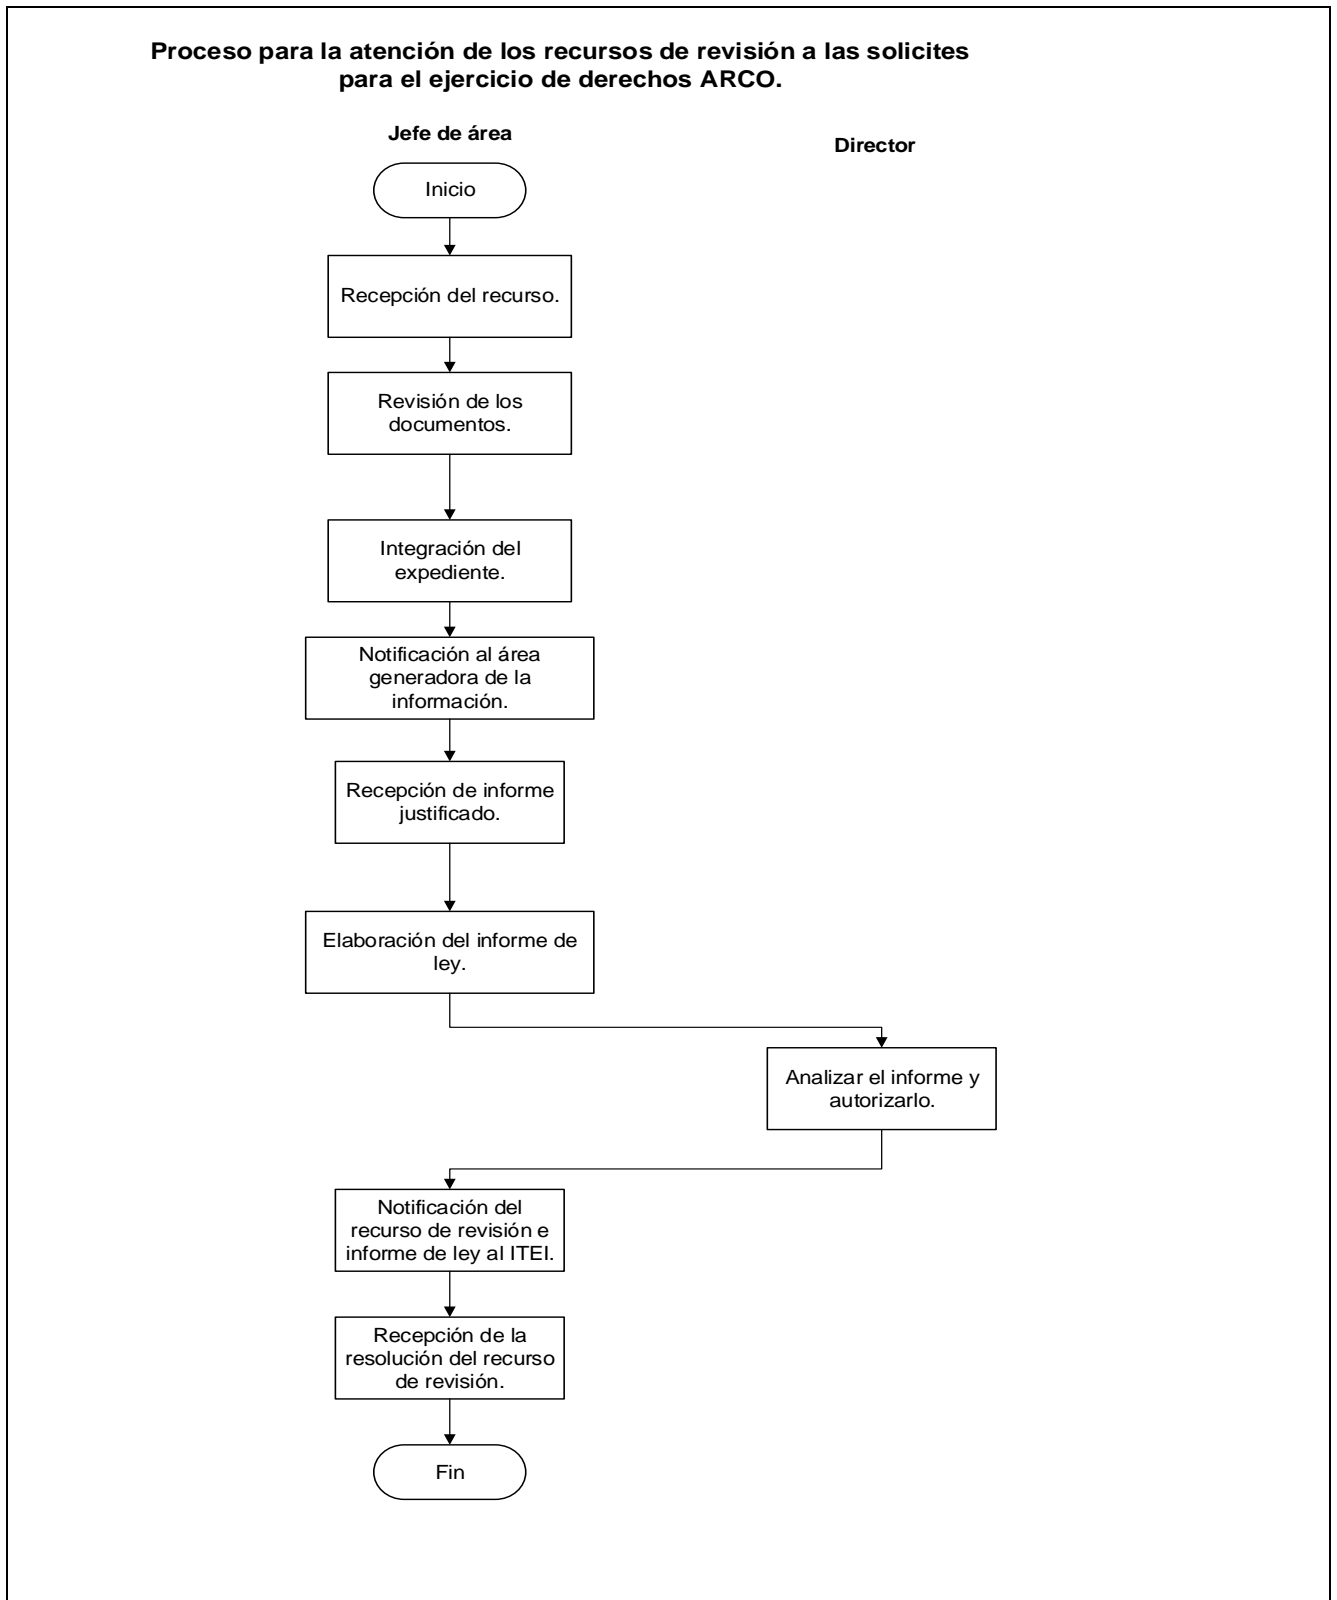 Proceso para la atención de los recursos de revisión a las solicites
para el ejercicio de derechos ARCO.
Jefe de área
Director
Inicio
Recepción del recurso.
Revisión de los
documentos.
Integración del
expediente.
Notificación al área
generadora de la
información.
Recepción de informe
justificado.
Elaboración del informe de
ley.
Analizar el informe y
autorizarlo.
Notificación del
recurso de revisión e
informe de ley al ITEI.
Recepción de la
resolución del recurso
de revisión.
Fin